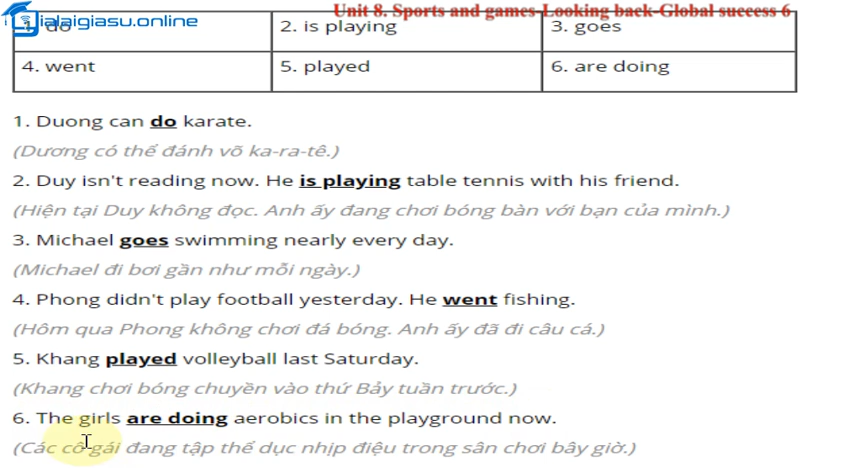 ialaigiasu.online
Unit 8. Sports and games-Looking back-Global success 6
1. do 2. is playing 3. goes
4. went 5. played 6. are doing
1. Duong can do karate.
(Dương có thể đánh võ ka-ra-tê.)
2. Duy isn't reading now. He is playing table tennis with his friend.
(Hiện tại Duy không đọc. Anh ấy đang chơi bóng bàn với bạn của mình.)
3. Michael goes swimming nearly every day.
(Michael đi bơi gần như mỗi ngày.)
4. Phong didn't play football yesterday. He went fishing.
(Hôm qua Phong không chơi đá bóng. Anh ấy đã đi câu cá.)
5. Khang played volleyball last Saturday.
(Khang chơi bóng chuyền vào thứ Bảy tuần trước.)
6. The girls are doing aerobics in the playground now.
(Các cô gái đang tập thể dục nhịp điệu trong sân chơi bây giờ.)